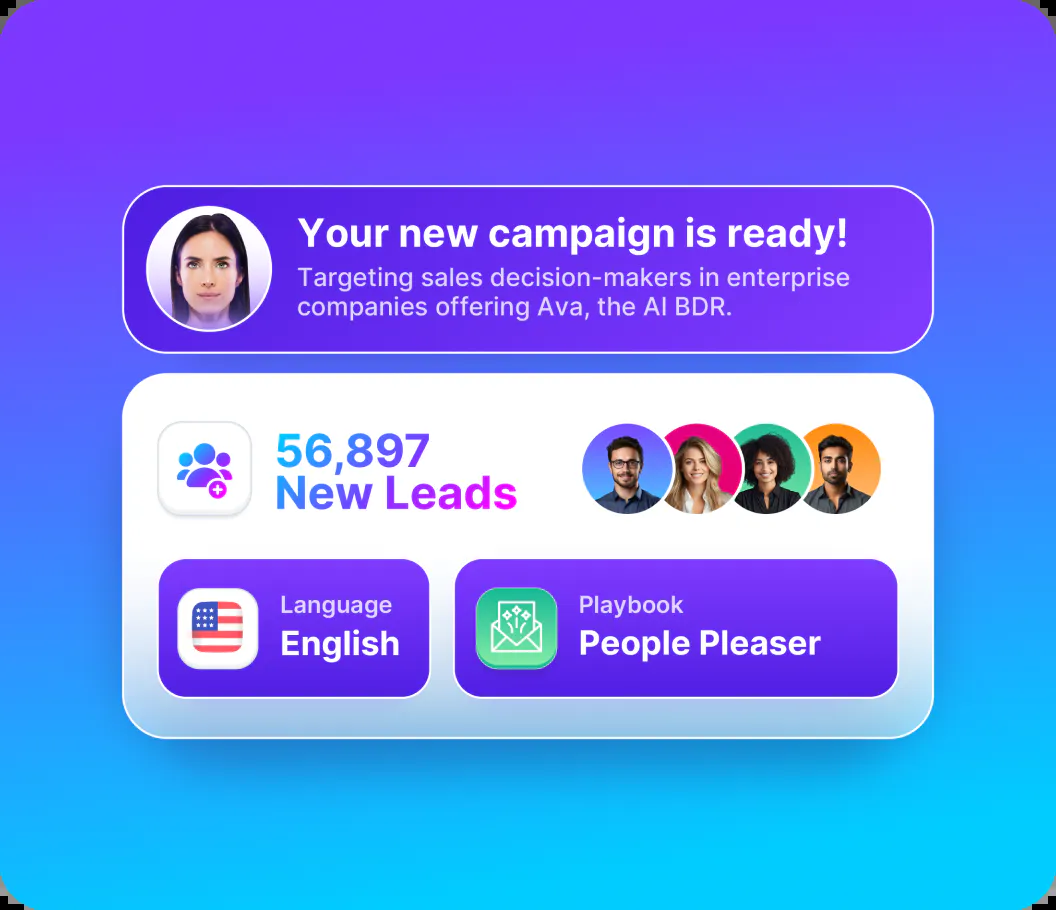 Your new campaign is ready!
Targeting sales decision-makers in enterprise
companies offering Ava, the AI BDR.
56,897
New Leads
Language
English
Playbook
People Pleaser